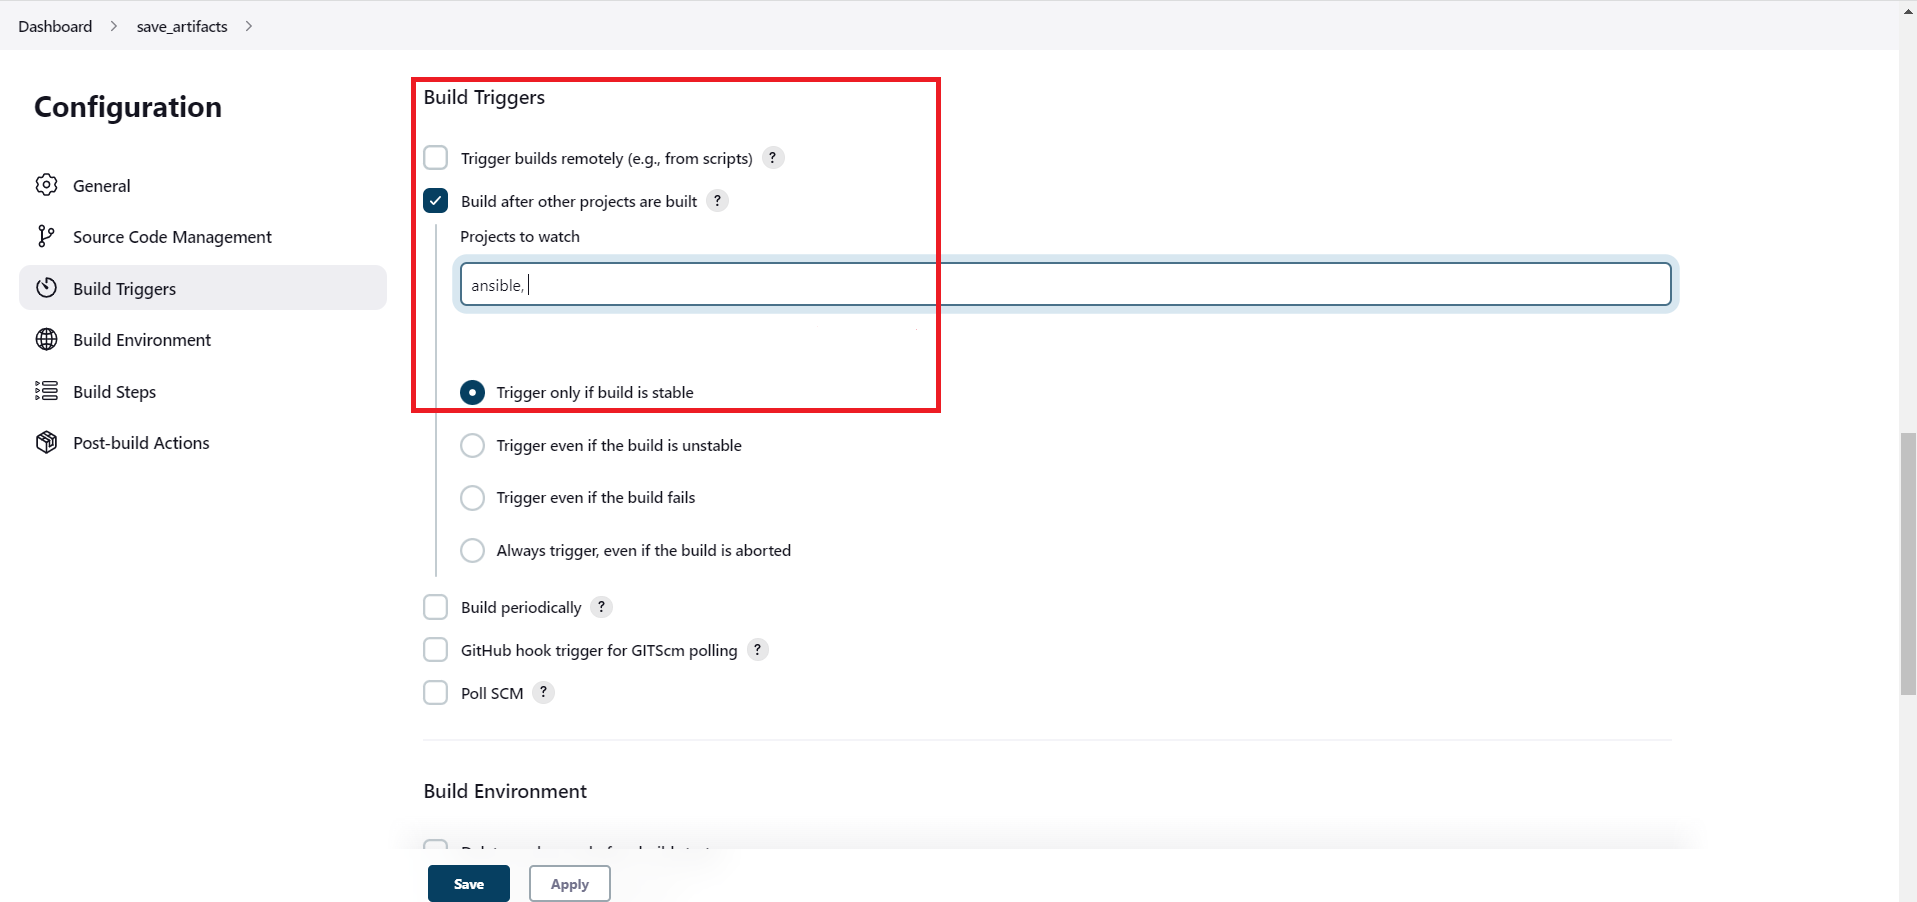 Dashboard > save_artifacts >
Configuration
General
Source Code Management
Build Triggers
Build Environment
Build Steps
Post-build Actions
Build Triggers
Trigger builds remotely (e.g., from scripts) ?
Build after other projects are built ?
Projects to watch
ansible,
Trigger only if build is stable
Trigger even if the build is unstable
Trigger even if the build fails
Always trigger, even if the build is aborted
Build periodically ?
GitHub hook trigger for GITScm polling ?
Poll SCM ?
Build Environment
Save
Apply